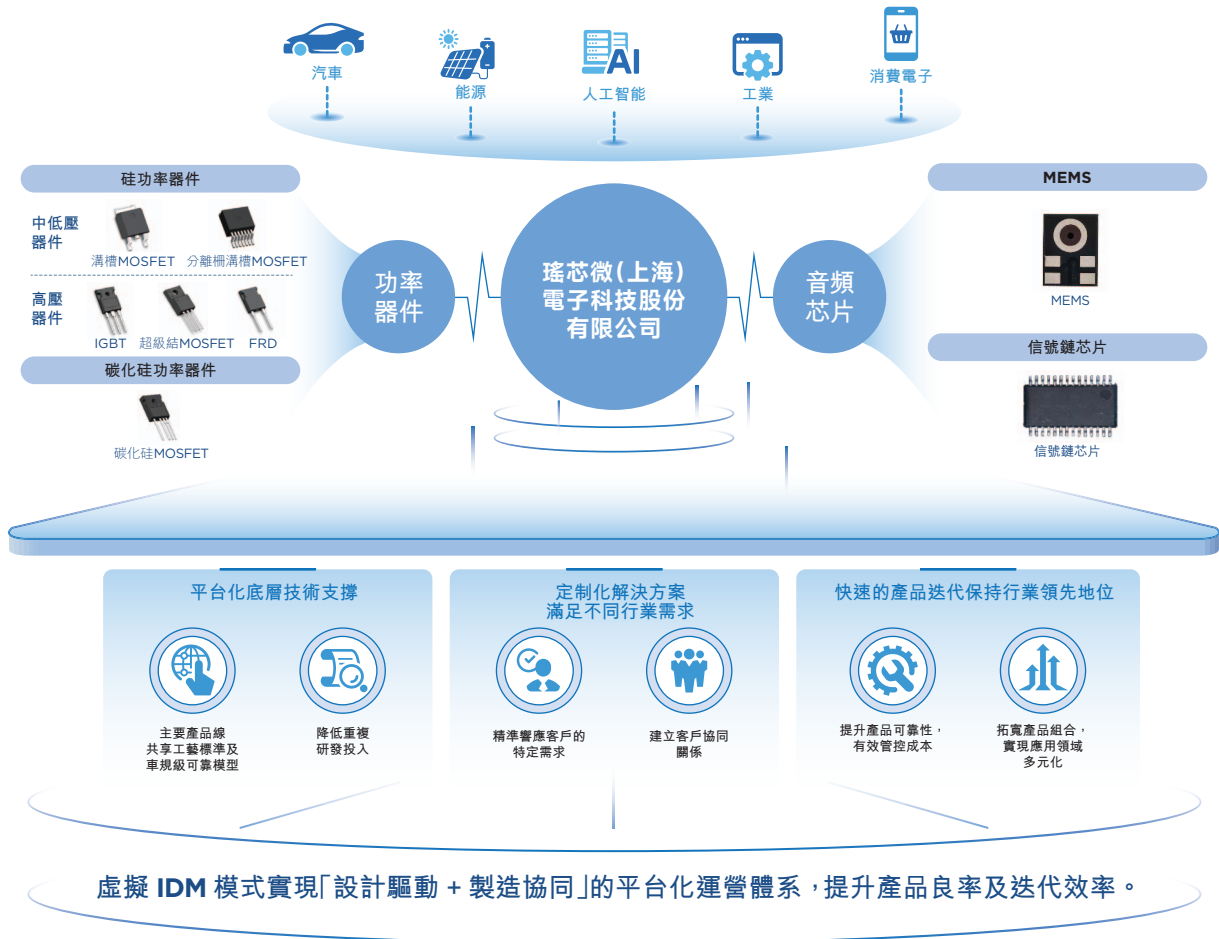 汽車
能源
AI
人工智能
工業
消費電子
硅功率器件
中低壓
器件
溝槽MOSFET
分離柵溝槽MOSFET
高壓
器件
IGBT
超級結MOSFET
FRD
碳化硅功率器件
碳化硅MOSFET
功率
器件
瑤芯微(上海)
電子科技股份
有限公司
音頻
芯片
MEMS
MEMS
信號鏈芯片
信號鏈芯片
平台化底層技術支撐
主要產品線
共享工藝標準及
車規級可靠模型
降低重複
研發投入
定制化解決方案
滿足不同行業需求
精準響應客戶的
特定需求
建立客戶協同
關係
快速的產品迭代保持行業領先地位
提升產品可靠性，
有效管控成本
拓寬產品組合，
實現應用領域
多元化
虛擬 IDM 模式實現「設計驅動 + 製造協同」的平台化運營體系，提升產品良率及迭代效率。